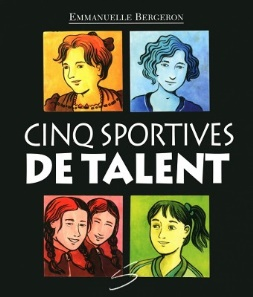 EMMANUELLE BERGERON
CINQ SPORTIVES
DE TALENT